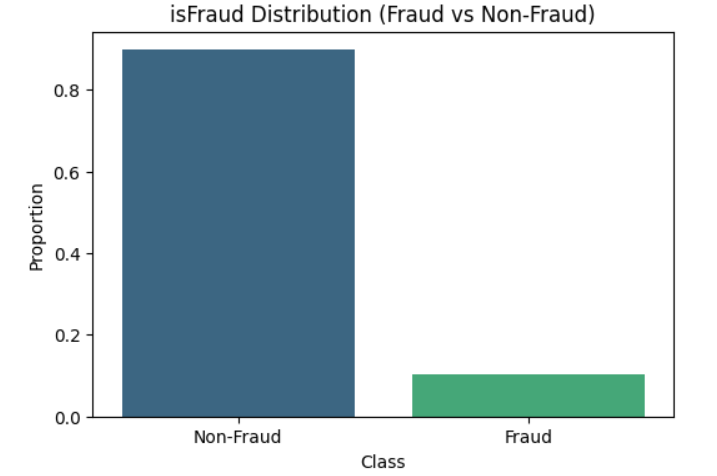 isFraud Distribution (Fraud vs Non-Fraud)
Proportion
0.8
0.6
0.4
0.2
0.0
Non-Fraud
Fraud
Class